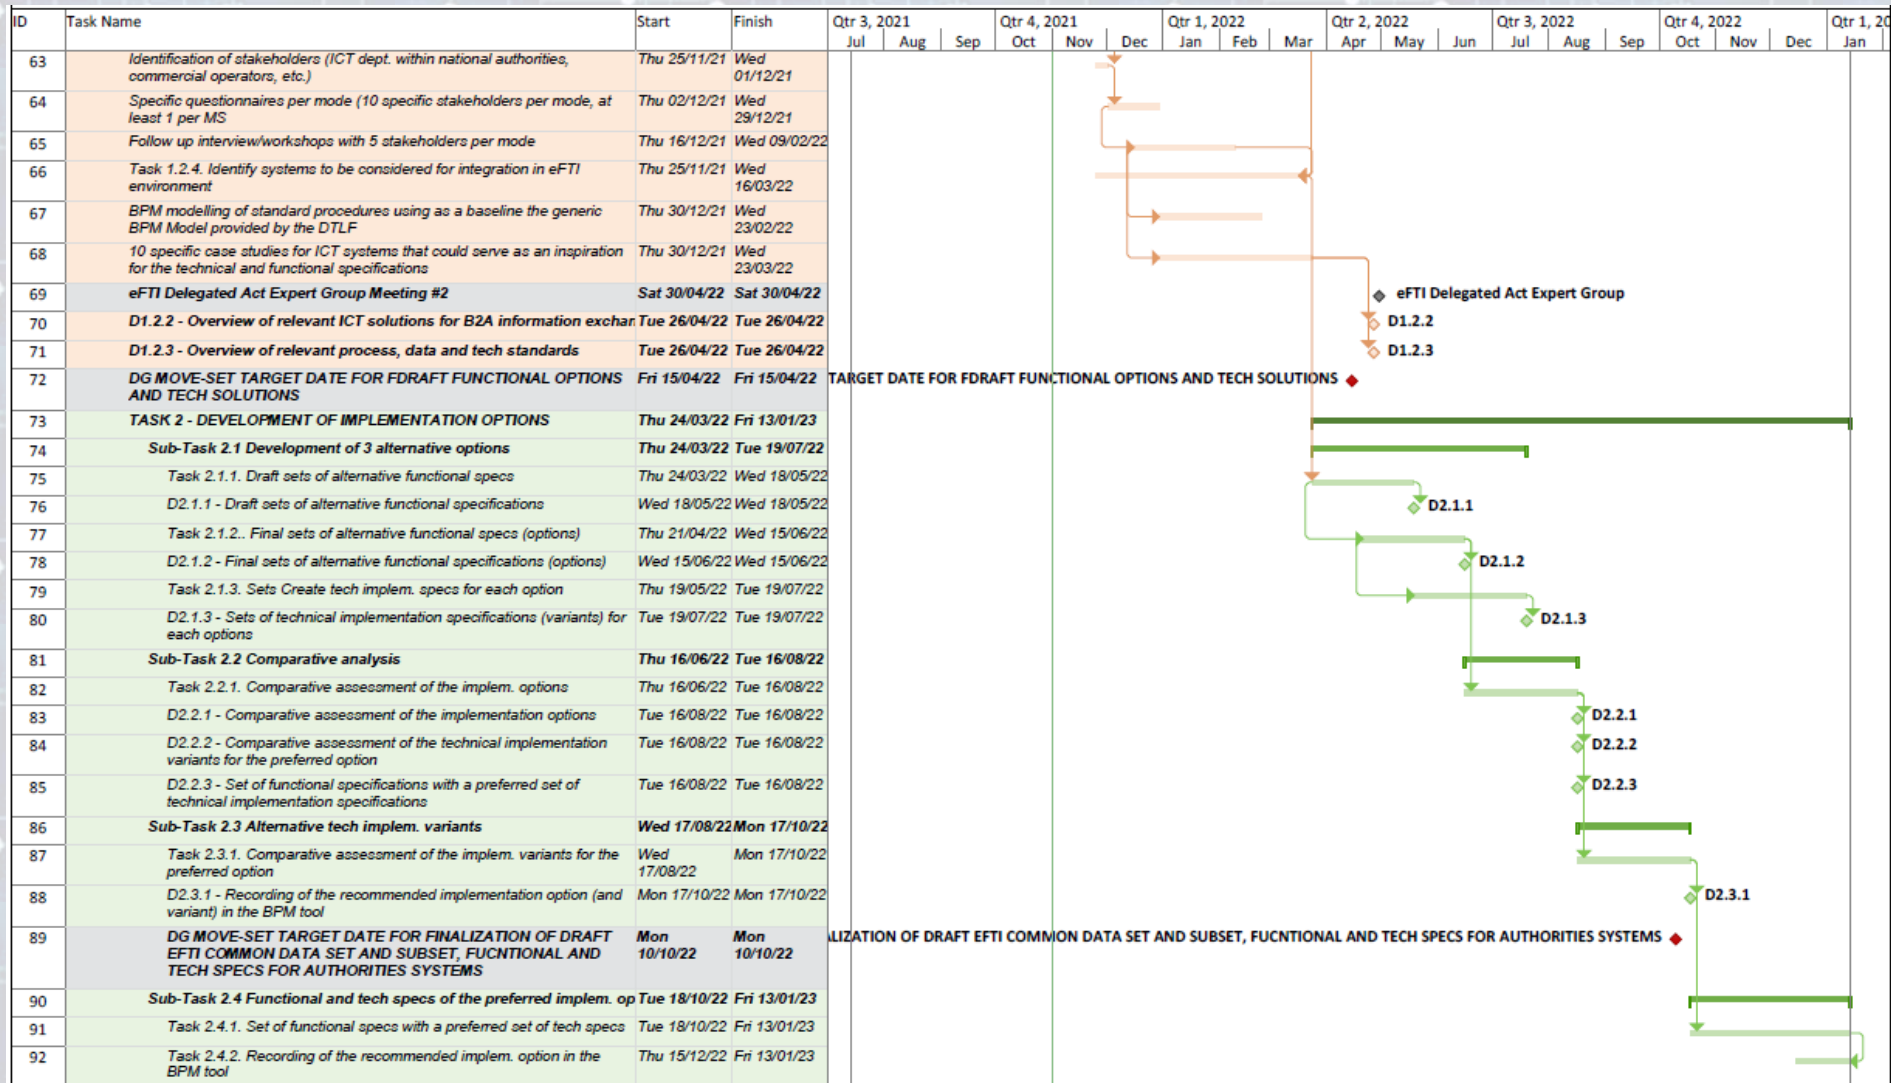 ID Task Name Start Finish Qtr 3, 2021 Qtr 4, 2021 Qtr 1, 2022 Qtr 2, 2022 Qtr 3, 2022 Qtr 4, 2022 Qtr 1, 20
Jul Aug Sep Oct Nov Dec Jan Feb Mar Apr May Jun Jul Aug Sep Oct Nov Dec Jan
63 Identification of stakeholders (ICT dept. within national authorities, Thu 25/11/21 Wed
commercial operators, etc.) 01/12/21
64 Specific questionnaires per mode (10 specific stakeholders per mode, at Thu 02/12/21 Wed
least 1 per MS 29/12/21
65 Follow up interview/workshops with 5 stakeholders per mode Thu 16/12/21 Wed 09/02/22
66 Task 1.2.4. Identify systems to be considered for integration in eFTI Thu 25/11/21 Wed
environment 16/03/22
67 BPM modelling of standard procedures using as a baseline the generic Thu 30/12/21 Wed
BPM Model provided by the DTLF 23/02/22
68 10 specific case studies for ICT systems that could serve as an inspiration Thu 30/12/21 Wed
for the technical and functional specifications 23/03/22
69 eFTI Delegated Act Expert Group Meeting #2 Sat 30/04/22 Sat 30/04/22 eFTI Delegated Act Expert Group
70 D1.2.2 - Overview of relevant ICT solutions for B2A information exchan Tue 26/04/22 Tue 26/04/22 D1.2.2
71 D1.2.3 - Overview of relevant process, data and tech standards Tue 26/04/22 Tue 26/04/22 D1.2.3
72 DG MOVE-SET TARGET DATE FOR FDRAFT FUNCTIONAL OPTIONS Fri 15/04/22 Fri 15/04/22 TARGET DATE FOR FDRAFT FUNCTIONAL OPTIONS AND TECH SOLUTIONS
AND TECH SOLUTIONS
73 TASK 2 - DEVELOPMENT OF IMPLEMENTATION OPTIONS Thu 24/03/22 Fri 13/01/23
74 Sub-Task 2.1 Development of 3 alternative options Thu 24/03/22 Tue 19/07/22
75 Task 2.1.1. Draft sets of alternative functional specs Thu 24/03/22 Wed 18/05/22
76 D2.1.1 - Draft sets of alternative functional specifications Wed 18/05/22 Wed 18/05/22 D2.1.1
77 Task 2.1.2.. Final sets of alternative functional specs (options) Thu 21/04/22 Wed 15/06/22
78 D2.1.2 - Final sets of alternative functional specifications (options) Wed 15/06/22 Wed 15/06/22 D2.1.2
79 Task 2.1.3. Sets Create tech implem. specs for each option Thu 19/05/22 Tue 19/07/22
80 D2.1.3 - Sets of technical implementation specifications (variants) for Tue 19/07/22 Tue 19/07/22 D2.1.3
each options
81 Sub-Task 2.2 Comparative analysis Thu 16/06/22 Tue 16/08/22
82 Task 2.2.1. Comparative assessment of the implem. options Thu 16/06/22 Tue 16/08/22
83 D2.2.1 - Comparative assessment of the implementation options Tue 16/08/22 Tue 16/08/22 D2.2.1
84 D2.2.2 - Comparative assessment of the technical implementation Tue 16/08/22 Tue 16/08/22 D2.2.2
variants for the preferred option
85 D2.2.3 - Set of functional specifications with a preferred set of Tue 16/08/22 Tue 16/08/22 D2.2.3
technical implementation specifications
86 Sub-Task 2.3 Alternative tech implem. variants Wed 17/08/22 Mon 17/10/22
87 Task 2.3.1. Comparative assessment of the implem. variants for the Wed Mon 17/10/22
preferred option 17/08/22
88 D2.3.1 - Recording of the recommended implementation option (and Mon 17/10/22 Mon 17/10/22 D2.3.1
variant) in the BPM tool
89 DG MOVE-SET TARGET DATE FOR FINALIZATION OF DRAFT Mon Mon LIZATION OF DRAFT EFTI COMMON DATA SET AND SUBSET, FUCNTIONAL AND TECH SPECS FOR AUTHORITIES SYSTEMS
EFTI COMMON DATA SET AND SUBSET, FUCNTIONAL AND 10/10/22 10/10/22
TECH SPECS FOR AUTHORITIES SYSTEMS
90 Sub-Task 2.4 Functional and tech specs of the preferred implem. op Tue 18/10/22 Fri 13/01/23
91 Task 2.4.1. Set of functional specs with a preferred set of tech specs Tue 18/10/22 Fri 13/01/23
92 Task 2.4.2. Recording of the recommended implem. option in the Thu 15/12/22 Fri 13/01/23
BPM tool